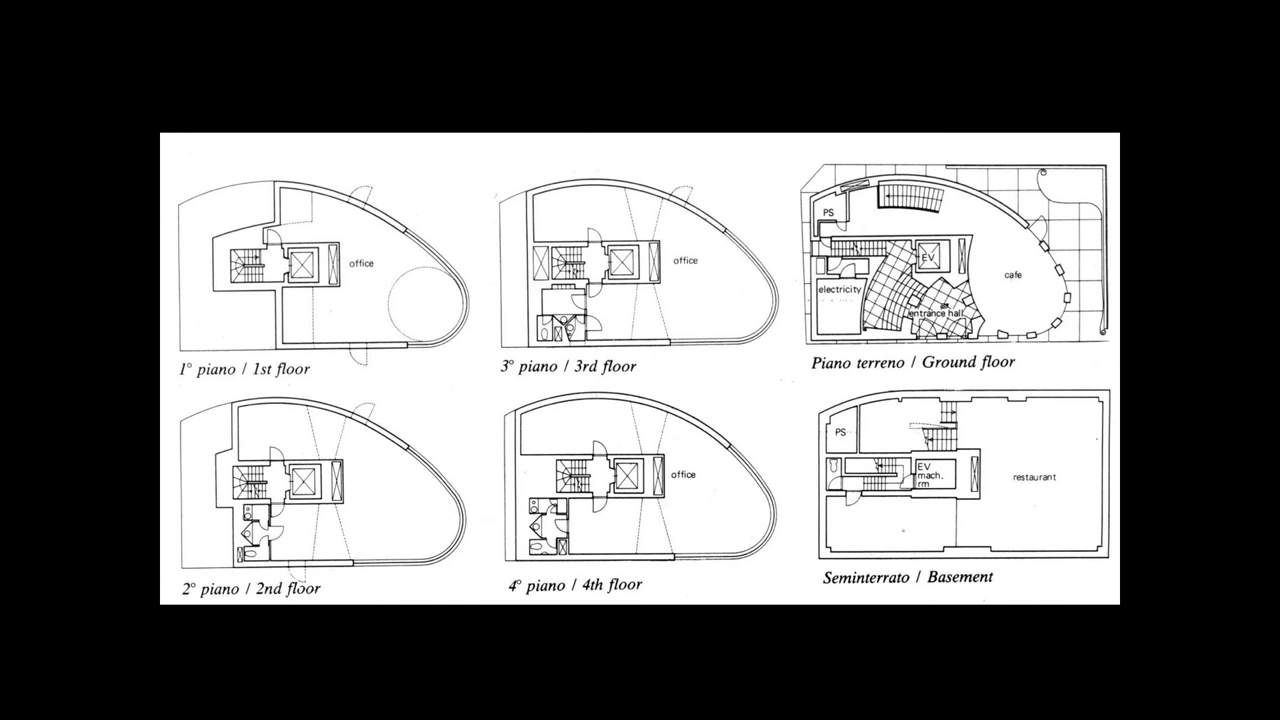 office
1° piano / 1st floor
office
3° piano / 3rd floor
PS
EV
cafe
electricity
entrance hall
Piano terreno / Ground floor
2° piano / 2nd floor
office
4° piano / 4th floor
PS
EV
mach.
rm
restaurant
Seminterrato / Basement